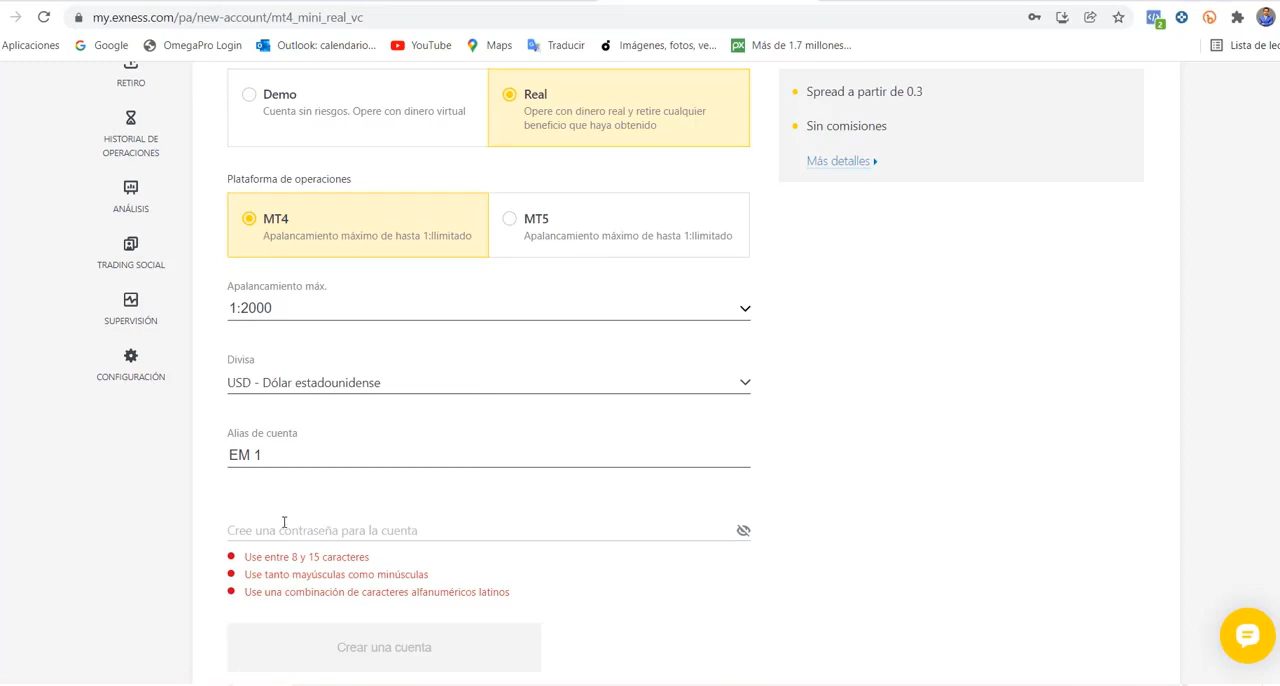 my.exness.com/pa/new-account/mt4_mini_real_vc
2
Aplicaciones
Google
OmegaPro Login
Outlook: calendario...
YouTube
Maps
Traducir
Imágenes, fotos, ve...
px
Más de 1.7 millones...
Lista de lec
RETIRO
HISTORIAL DE
OPERACIONES
ANÁLISIS
TRADING SOCIAL
SUPERVISIÓN
CONFIGURACIÓN
Demo
Cuenta sin riesgos. Opere con dinero virtual
Real
Opere con dinero real y retire cualquier
beneficio que haya obtenido
Spread a partir de 0.3
Sin comisiones
Más detalles
Plataforma de operaciones
MT4
Apalancamiento máximo de hasta 1:Ilimitado
MT5
Apalancamiento máximo de hasta 1:Ilimitado
Apalancamiento máx.
1:2000
Divisa
USD - Dólar estadounidense
Alias de cuenta
EM 1
Cree una contraseña para la cuenta
Use entre 8 y 15 caracteres
Use tanto mayúsculas como minúsculas
Use una combinación de caracteres alfanuméricos latinos
Crear una cuenta